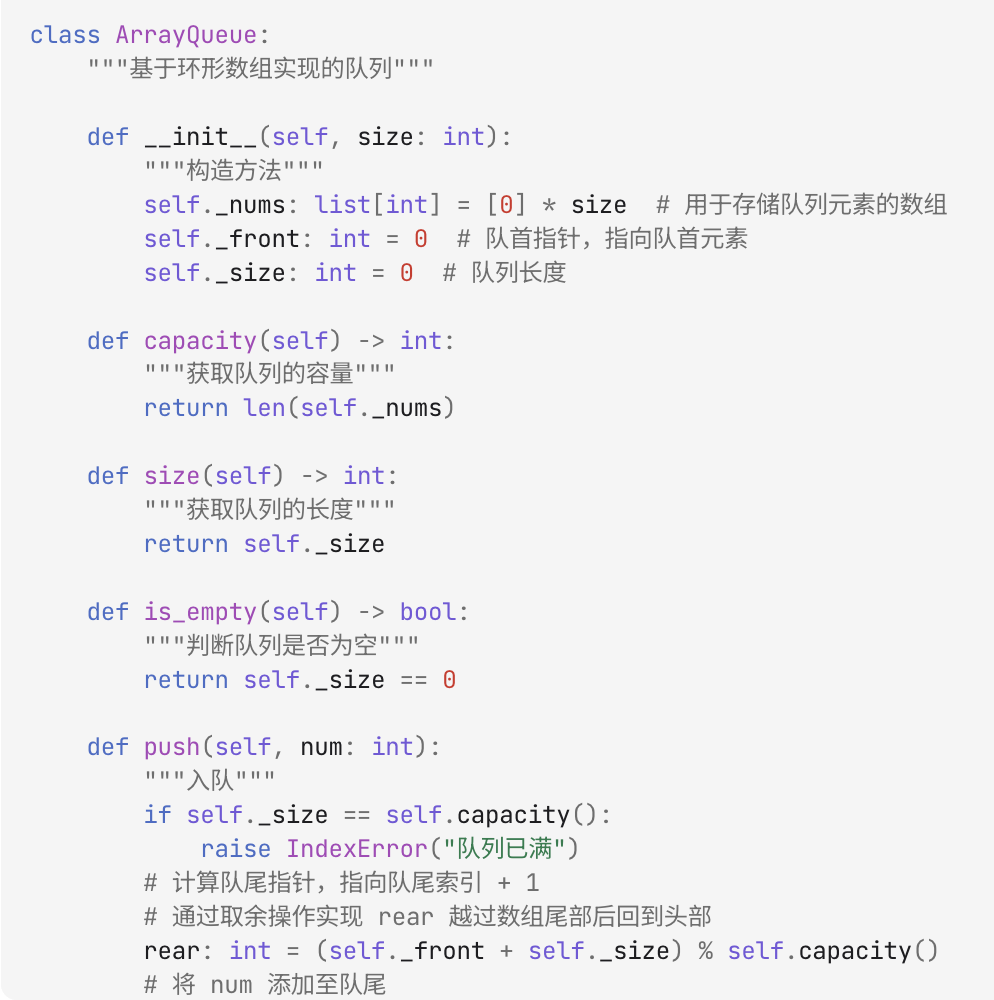 class ArrayQueue:
    """基于环形数组实现的队列"""

    def __init__(self, size: int):
        """构造方法"""
        self._nums: list[int] = [0] * size  # 用于存储队列元素的数组
        self._front: int = 0  # 队首指针，指向队首元素
        self._size: int = 0  # 队列长度

    def capacity(self) -> int:
        """获取队列的容量"""
        return len(self._nums)

    def size(self) -> int:
        """获取队列的长度"""
        return self._size

    def is_empty(self) -> bool:
        """判断队列是否为空"""
        return self._size == 0

    def push(self, num: int):
        """入队"""
        if self._size == self.capacity():
            raise IndexError("队列已满")
        # 计算队尾指针，指向队尾索引 + 1
        # 通过取余操作实现 rear 越过数组尾部后回到头部
        rear: int = (self._front + self._size) % self.capacity()
        # 将 num 添加至队尾